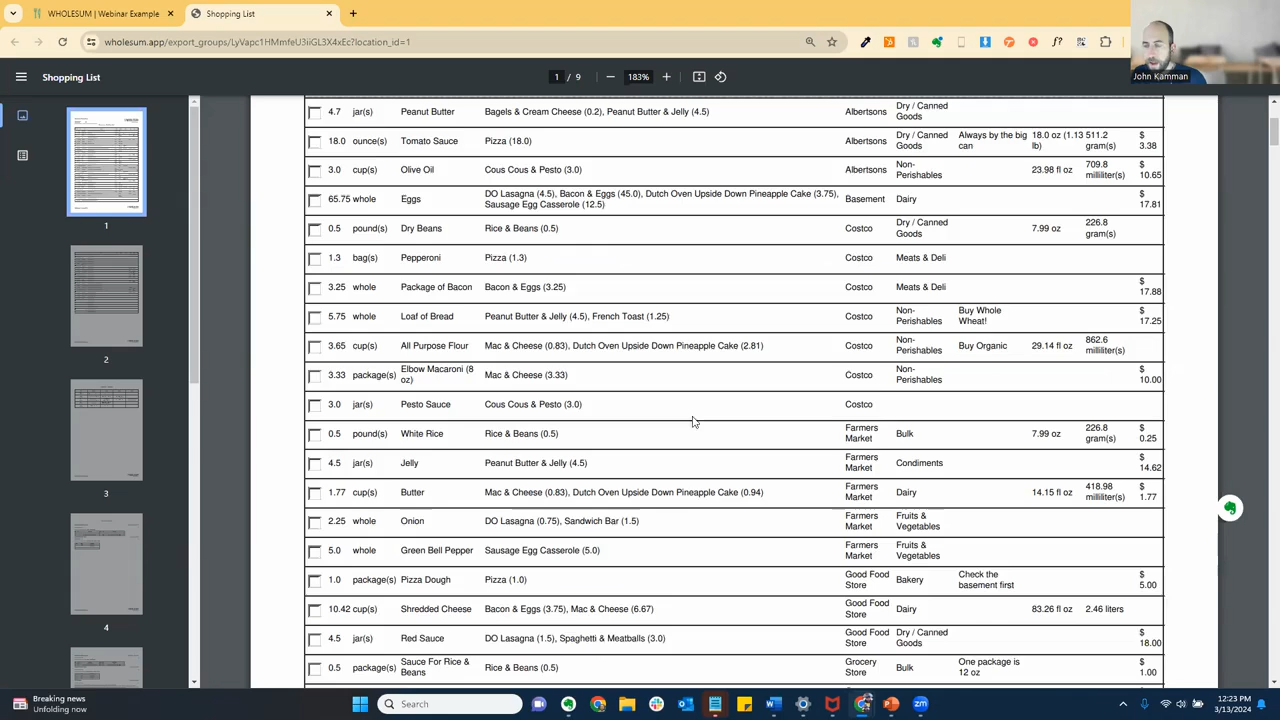 WHOLESUM | Webinar Example
Shopping List
wholesum.app/export_groups/LyVapc1HMmfeU3iiGL3X4xEc?location_id=1
Shopping List
1 / 9
183%
John Kamman
1
2
3
4
4.7 jar(s) Peanut Butter Bagels & Cream Cheese (0.2), Peanut Butter & Jelly (4.5) Albertsons Dry / Canned Goods
18.0 ounce(s) Tomato Sauce Pizza (18.0) Albertsons Dry / Canned Goods Always by the big can 18.0 oz (1.13 lb) 511.2 gram(s) $ 3.38
3.0 cup(s) Olive Oil Cous Cous & Pesto (3.0) Albertsons Non-Perishables 23.98 fl oz 709.8 milliliter(s) $ 10.65
65.75 whole Eggs DO Lasagna (4.5), Bacon & Eggs (45.0), Dutch Oven Upside Down Pineapple Cake (3.75), Sausage Egg Casserole (12.5) Basement Dairy $ 17.81
0.5 pound(s) Dry Beans Rice & Beans (0.5) Costco Dry / Canned Goods 7.99 oz 226.8 gram(s)
1.3 bag(s) Pepperoni Pizza (1.3) Costco Meats & Deli
3.25 whole Package of Bacon Bacon & Eggs (3.25) Costco Meats & Deli $ 17.88
5.75 whole Loaf of Bread Peanut Butter & Jelly (4.5), French Toast (1.25) Costco Non-Perishables Buy Whole Wheat! $ 17.25
3.65 cup(s) All Purpose Flour Mac & Cheese (0.83), Dutch Oven Upside Down Pineapple Cake (2.81) Costco Non-Perishables Buy Organic 29.14 fl oz 862.6 milliliter(s)
3.33 package(s) Elbow Macaroni (8 oz) Mac & Cheese (3.33) Costco Non-Perishables $ 10.00
3.0 jar(s) Pesto Sauce Cous Cous & Pesto (3.0) Costco
0.5 pound(s) White Rice Rice & Beans (0.5) Farmers Market Bulk 7.99 oz 226.8 gram(s) $ 0.25
4.5 jar(s) Jelly Peanut Butter & Jelly (4.5) Farmers Market Condiments $ 14.62
1.77 cup(s) Butter Mac & Cheese (0.83), Dutch Oven Upside Down Pineapple Cake (0.94) Farmers Market Dairy 14.15 fl oz 418.98 milliliter(s) $ 1.77
2.25 whole Onion DO Lasagna (0.75), Sandwich Bar (1.5) Farmers Market Fruits & Vegetables
5.0 whole Green Bell Pepper Sausage Egg Casserole (5.0) Farmers Market Fruits & Vegetables
1.0 package(s) Pizza Dough Pizza (1.0) Good Food Store Bakery Check the basement first $ 5.00
10.42 cup(s) Shredded Cheese Bacon & Eggs (3.75), Mac & Cheese (6.67) Good Food Store Dairy 83.26 fl oz 2.46 liters
4.5 jar(s) Red Sauce DO Lasagna (1.5), Spaghetti & Meatballs (3.0) Good Food Store Dry / Canned Goods $ 18.00
0.5 package(s) Sauce For Rice & Beans Rice & Beans (0.5) Grocery Store Bulk One package is 12 oz $ 1.00
Breaking news
Unfolding now
Search
12:23 PM
3/13/2024